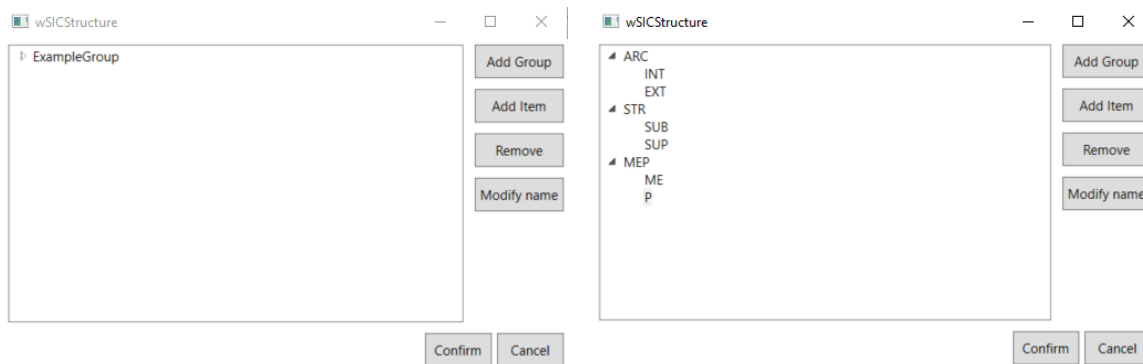 wSICStructure
ExampleGroup
Add Group
Add Item
Remove
Modify name
Confirm
Cancel
wSICStructure
ARC
INT
EXT
STR
SUB
SUP
MEP
ME
P
Add Group
Add Item
Remove
Modify name
Confirm
Cancel